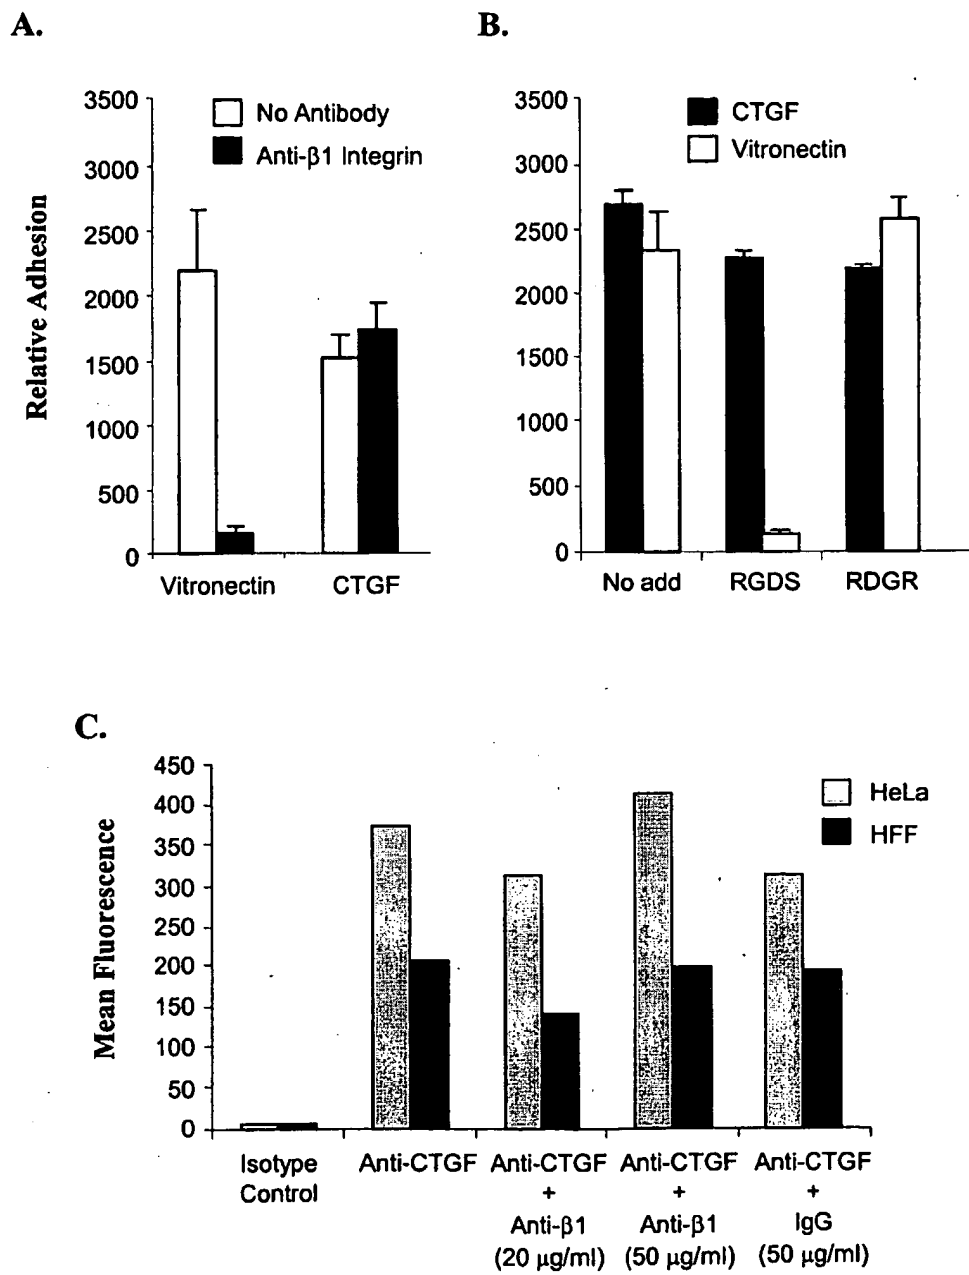 A.
B.
3500
3000
2500
2000
1500
1000
500
0
Relative Adhesion
No Antibody
Anti-β1 Integrin
Vitronectin
CTGF
3500
3000
2500
2000
1500
1000
500
0
CTGF
Vitronectin
No add
RGDS
RDGR
C.
450
400
350
300
250
200
150
100
50
0
Mean Fluorescence
HeLa
HFF
Isotype
Control
Anti-CTGF
Anti-CTGF
+
Anti-β1
(20 µg/ml)
Anti-CTGF
+
Anti-β1
(50 µg/ml)
Anti-CTGF
+
IgG
(50 µg/ml)